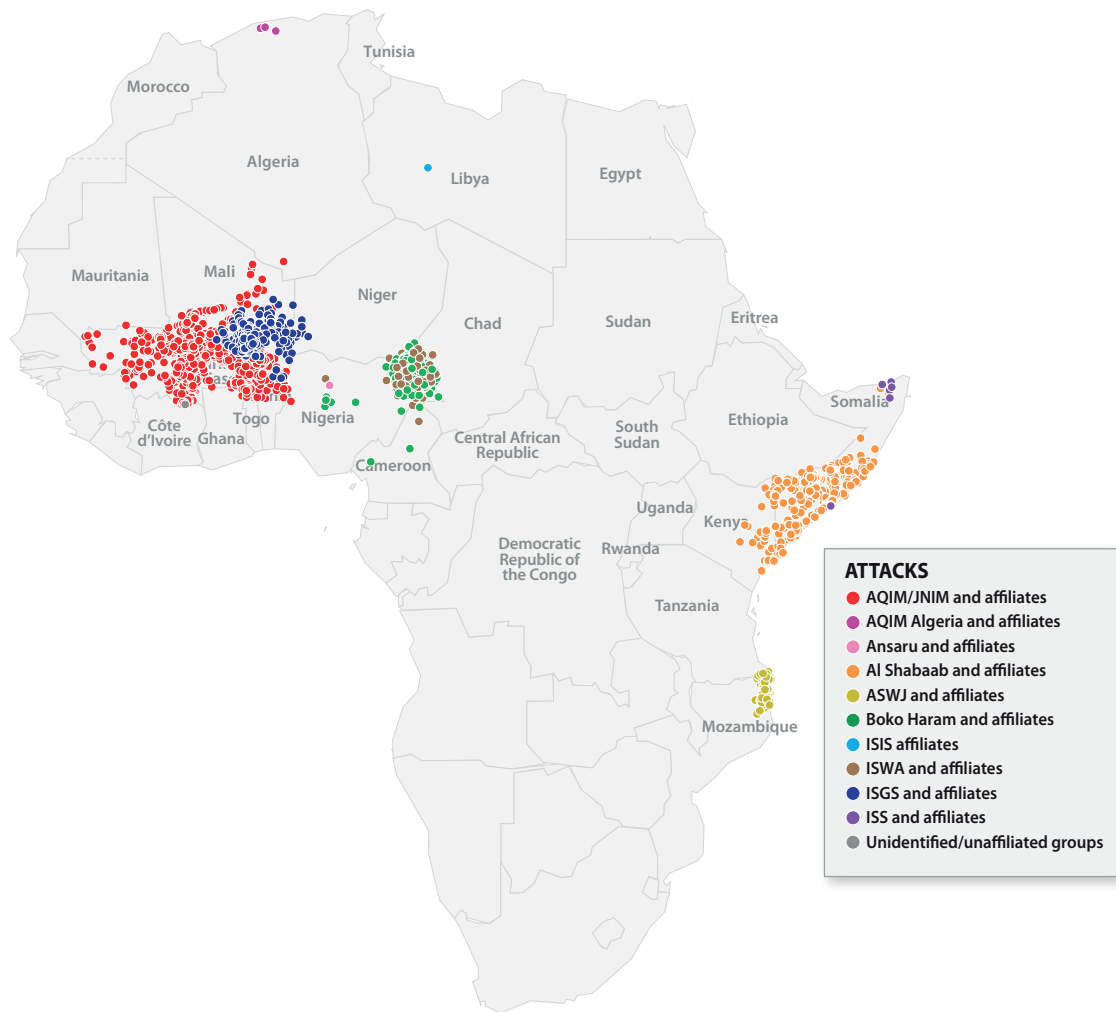 Tunisia
Morocco
Algeria
Libya
Egypt
Mauritania
Mali
Niger
Chad
Sudan
Eritrea
Togo
Nigeria
Côte
d'Ivoire
Ghana
Cameroon
Central African
Republic
South
Sudan
Ethiopia
Somalia
Uganda
Kenya
Rwanda
Democratic
Republic of
the Congo
Tanzania
Mozambique
ATTACKS
AQIM/JNIM and affiliates
AQIM Algeria and affiliates
Ansaru and affiliates
Al Shabaab and affiliates
ASWJ and affiliates
Boko Haram and affiliates
ISIS affiliates
ISWA and affiliates
ISGS and affiliates
ISS and affiliates
Unidentified/unaffiliated groups